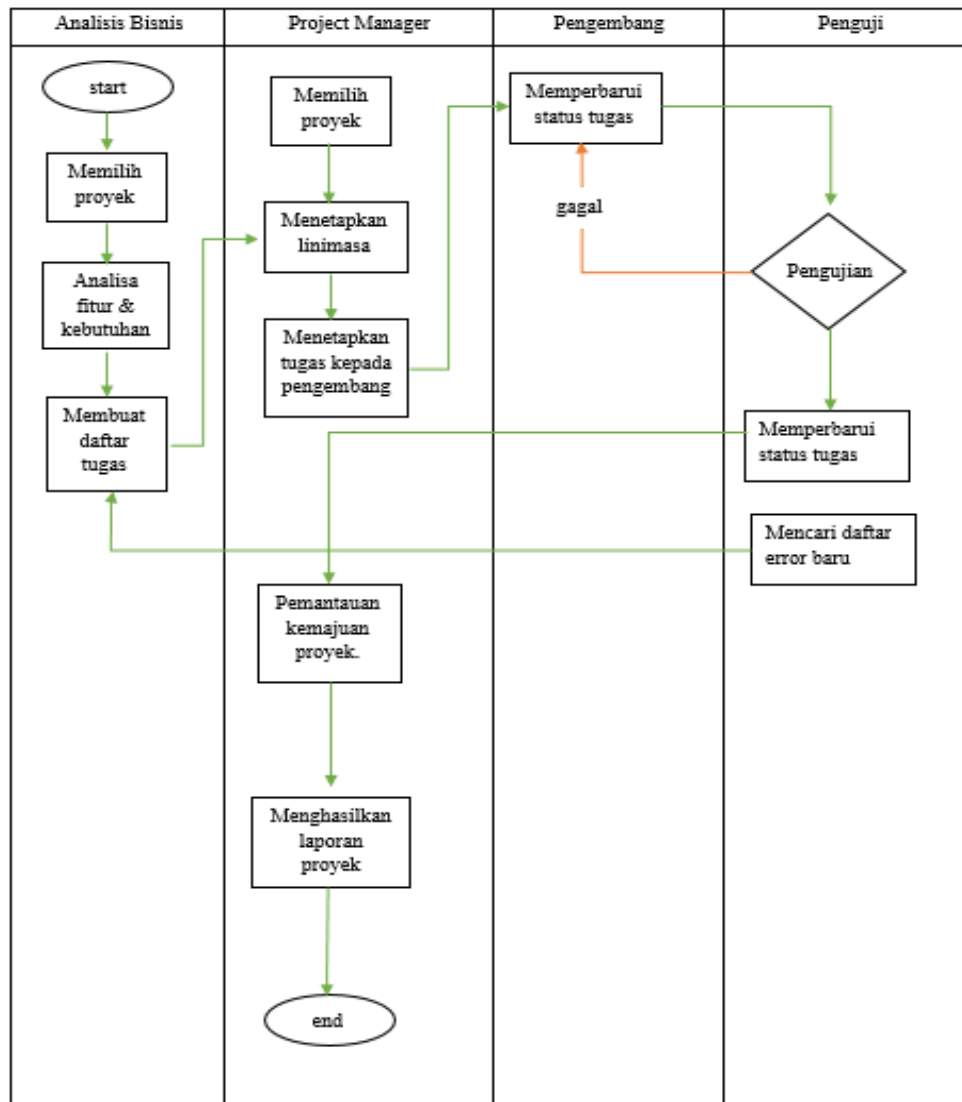 Analisis Bisnis
Project Manager
Pengembang
Penguji
start
Memilih
proyek
Analisa
fitur &
kebutuhan
Membuat
daftar
tugas
Memilih
proyek
Menetapkan
linimasa
Menetapkan
tugas kepada
pengembang
Pemantauan
kemajuan
proyek.
Menghasilkan
laporan
proyek
end
Memperbarui
status tugas
gagal
Pengujian
Memperbarui
status tugas
Mencari daftar
error baru